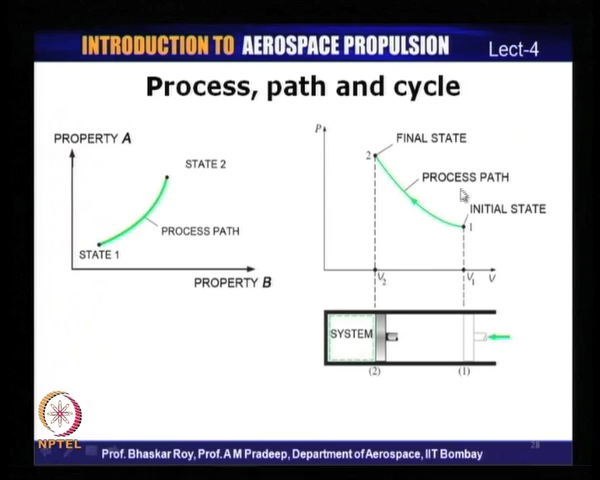 INTRODUCTION TO AEROSPACE PROPULSION
Lect-4
Process, path and cycle
PROPERTY A
STATE 2
PROCESS PATH
STATE 1
PROPERTY B
P
FINAL STATE
2
PROCESS PATH
INITIAL STATE
1
V2 V1 V
SYSTEM
(2) (1)
NPTEL
28
Prof. Bhaskar Roy, Prof. A M Pradeep, Department of Aerospace, IIT Bombay